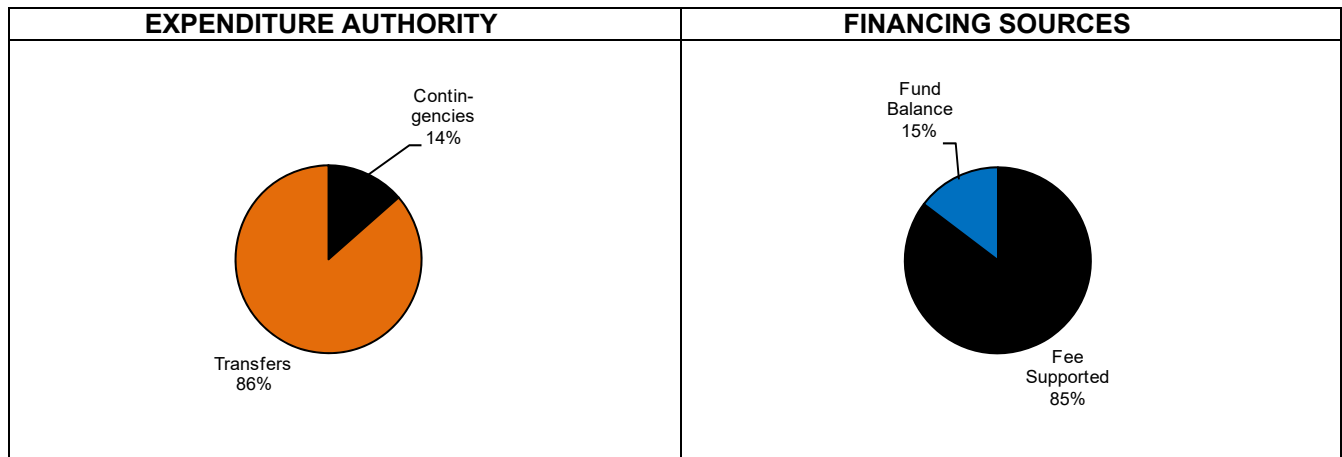 EXPENDITURE AUTHORITY
Contin-
gencies
14%
Transfers
86%
FINANCING SOURCES
Fund
Balance
15%
Fee
Supported
85%